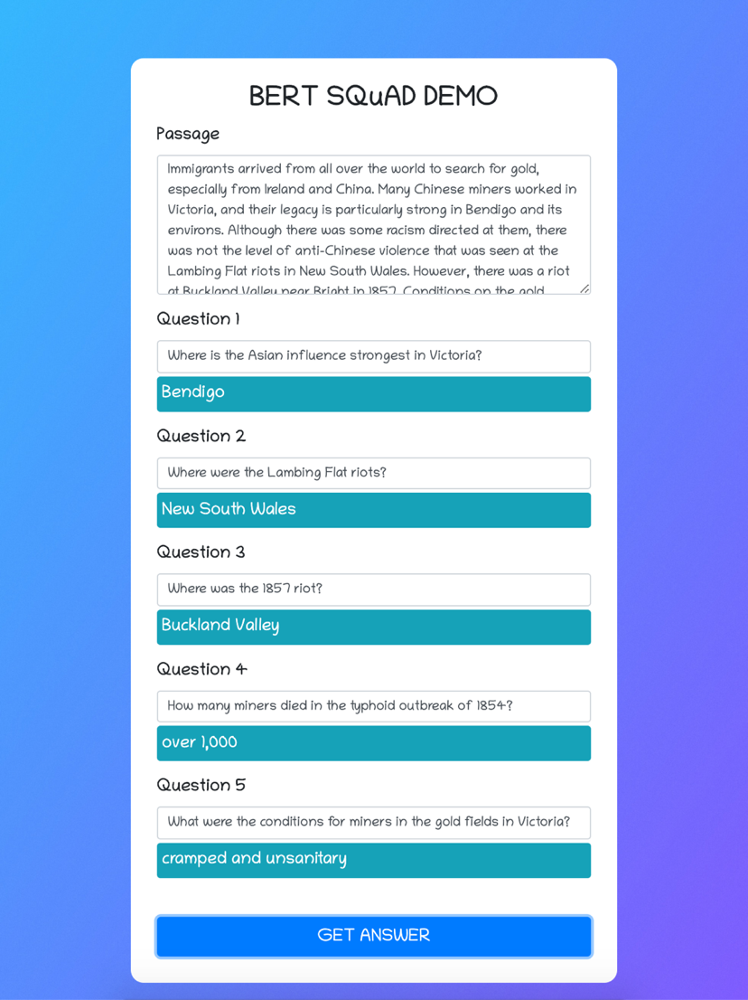 BERT SQuAD DEMO
Passage
Immigrants arrived from all over the world to search for gold,
especially from Ireland and China. Many Chinese miners worked in
Victoria, and their legacy is particularly strong in Bendigo and its
environs. Although there was some racism directed at them, there
was not the level of anti-Chinese violence that was seen at the
Lambing Flat riots in New South Wales. However, there was a riot
at Buckland Valley near Bright in 1857. Conditions on the gold
Question 1
Where is the Asian influence strongest in Victoria?
Bendigo
Question 2
Where were the Lambing Flat riots?
New South Wales
Question 3
Where was the 1857 riot?
Buckland Valley
Question 4
How many miners died in the typhoid outbreak of 1854?
over 1,000
Question 5
What were the conditions for miners in the gold fields in Victoria?
cramped and unsanitary
GET ANSWER